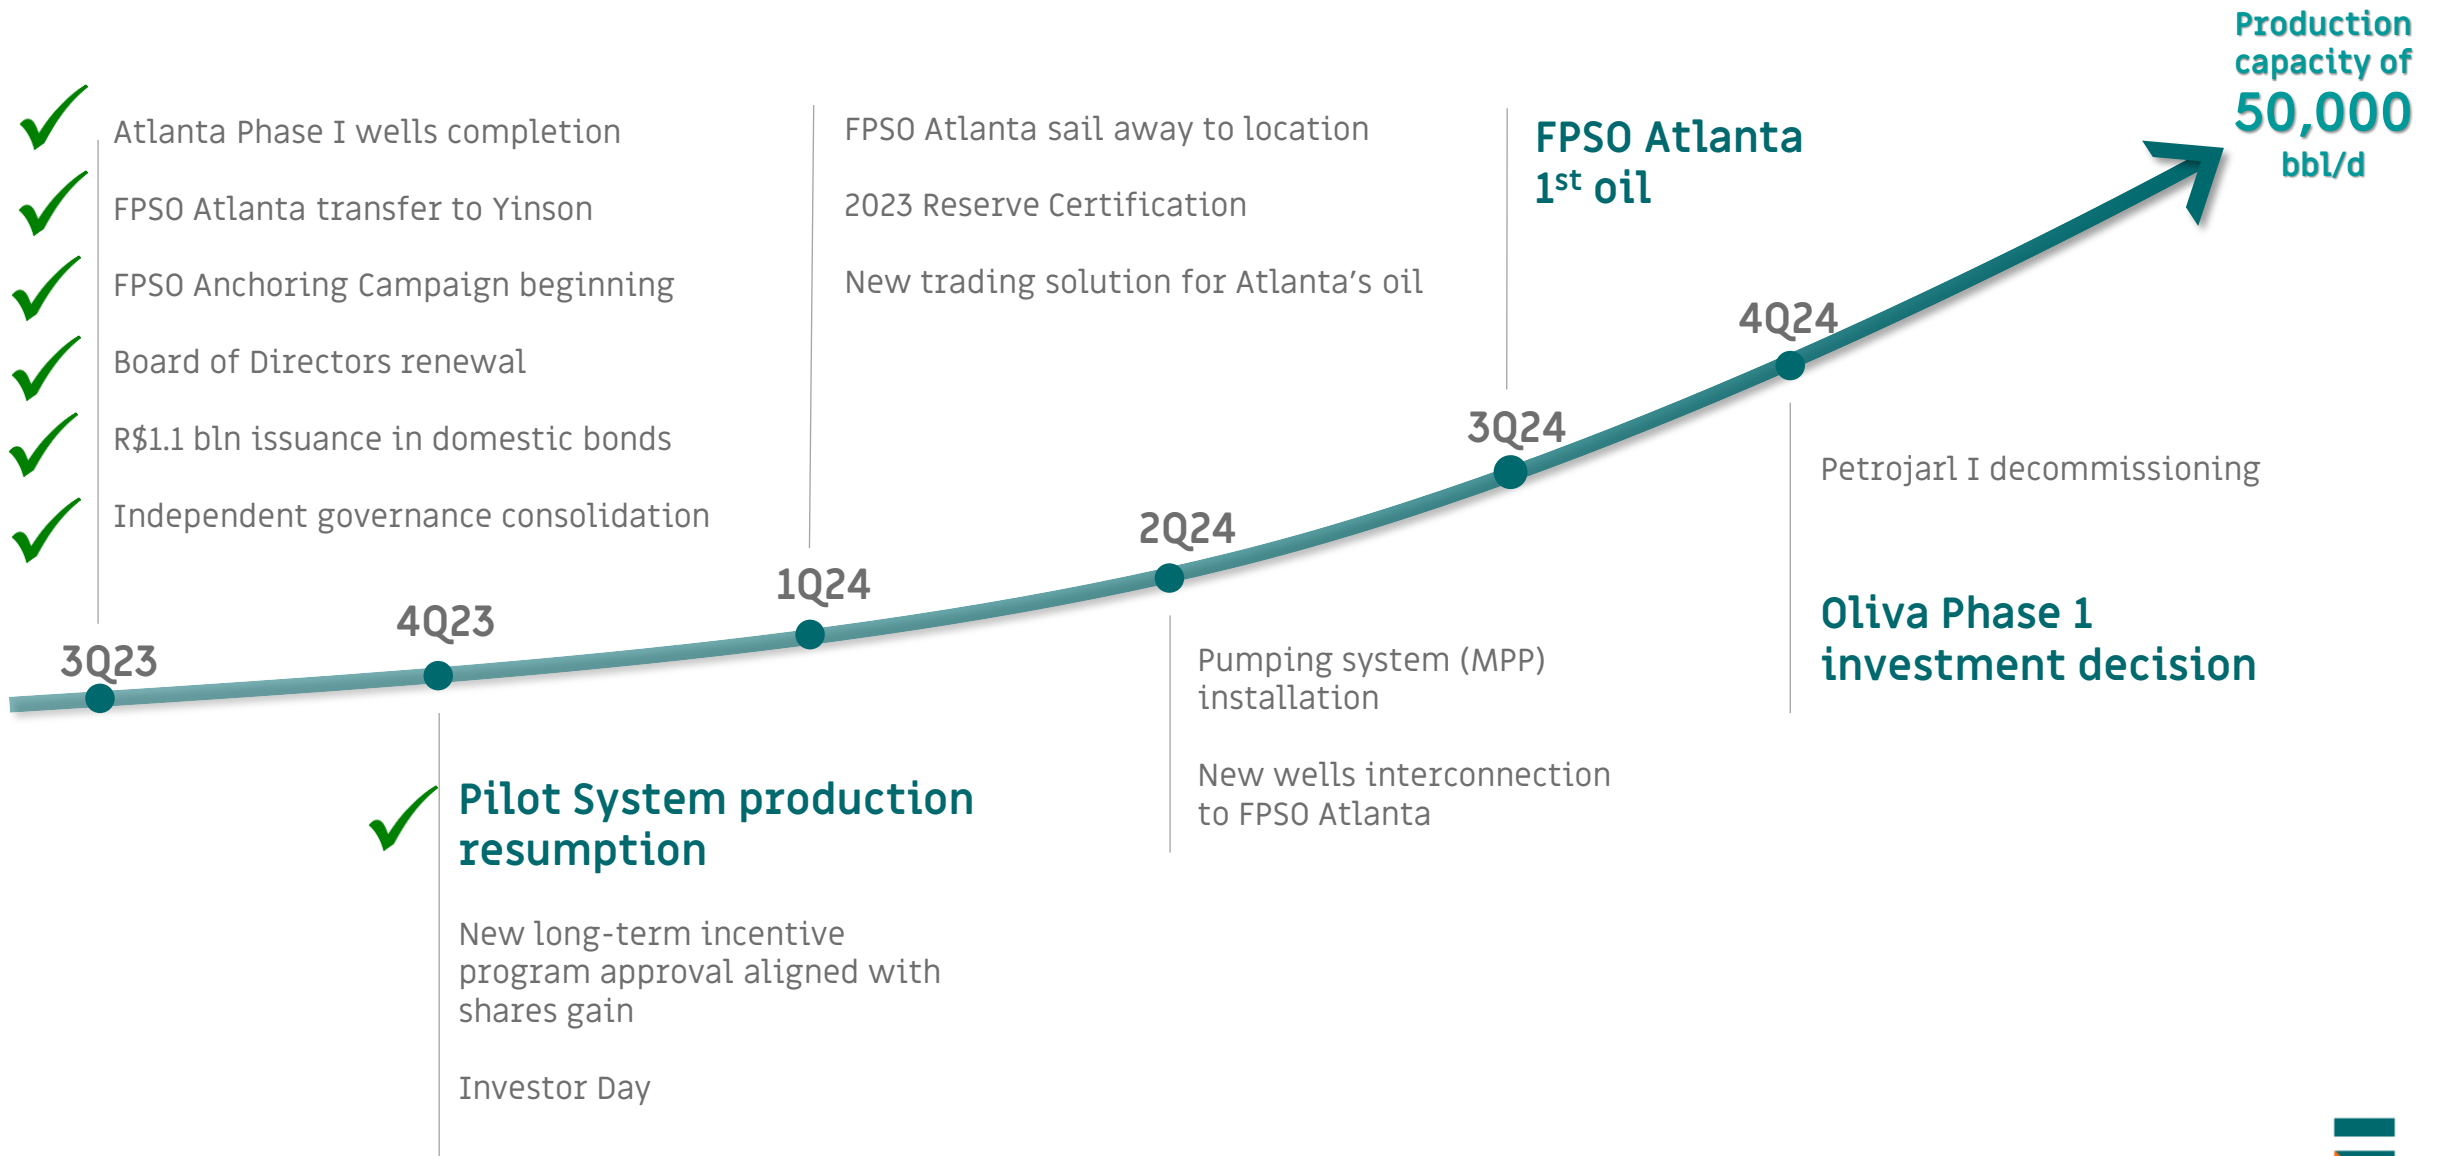 Production
capacity of
50,000
bbl/d
Atlanta Phase I wells completion
FPSO Atlanta transfer to Yinson
FPSO Anchoring Campaign beginning
Board of Directors renewal
R$1.1 bln issuance in domestic bonds
Independent governance consolidation
3Q23
4Q23
Pilot System production
resumption
New long-term incentive
program approval aligned with
shares gain
Investor Day
FPSO Atlanta sail away to location
2023 Reserve Certification
New trading solution for Atlanta’s oil
1Q24
2Q24
Pumping system (MPP)
installation
New wells interconnection
to FPSO Atlanta
FPSO Atlanta
1st oil
3Q24
4Q24
Petrojarl I decommissioning
Oliva Phase 1
investment decision